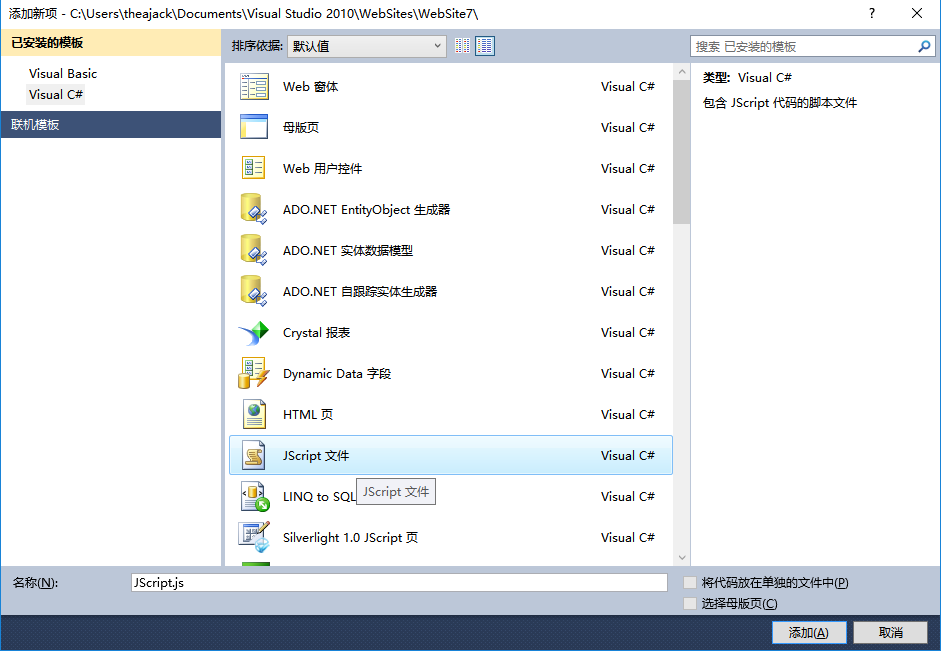 添加新项 - C:\Users\theajack\Documents\Visual Studio 2010\WebSites\WebSite7\
?
已安装的模板
Visual Basic
Visual C#
联机模板
排序依据: 默认值
搜索 已安装的模板
Web 窗体 Visual C#
母版页 Visual C#
Web 用户控件 Visual C#
ADO.NET EntityObject 生成器 Visual C#
ADO.NET 实体数据模型 Visual C#
ADO.NET 自跟踪实体生成器 Visual C#
Crystal 报表 Visual C#
Dynamic Data 字段 Visual C#
HTML 页 Visual C#
JScript 文件 Visual C#
LINQ to SQL Visual C#
JScript 文件
Silverlight 1.0 JScript 页 Visual C#
类型: Visual C#
包含 JScript 代码的脚本文件
名称(N): JScript.js
将代码放在单独的文件中(P)
选择母版页(C)
添加(A) 取消